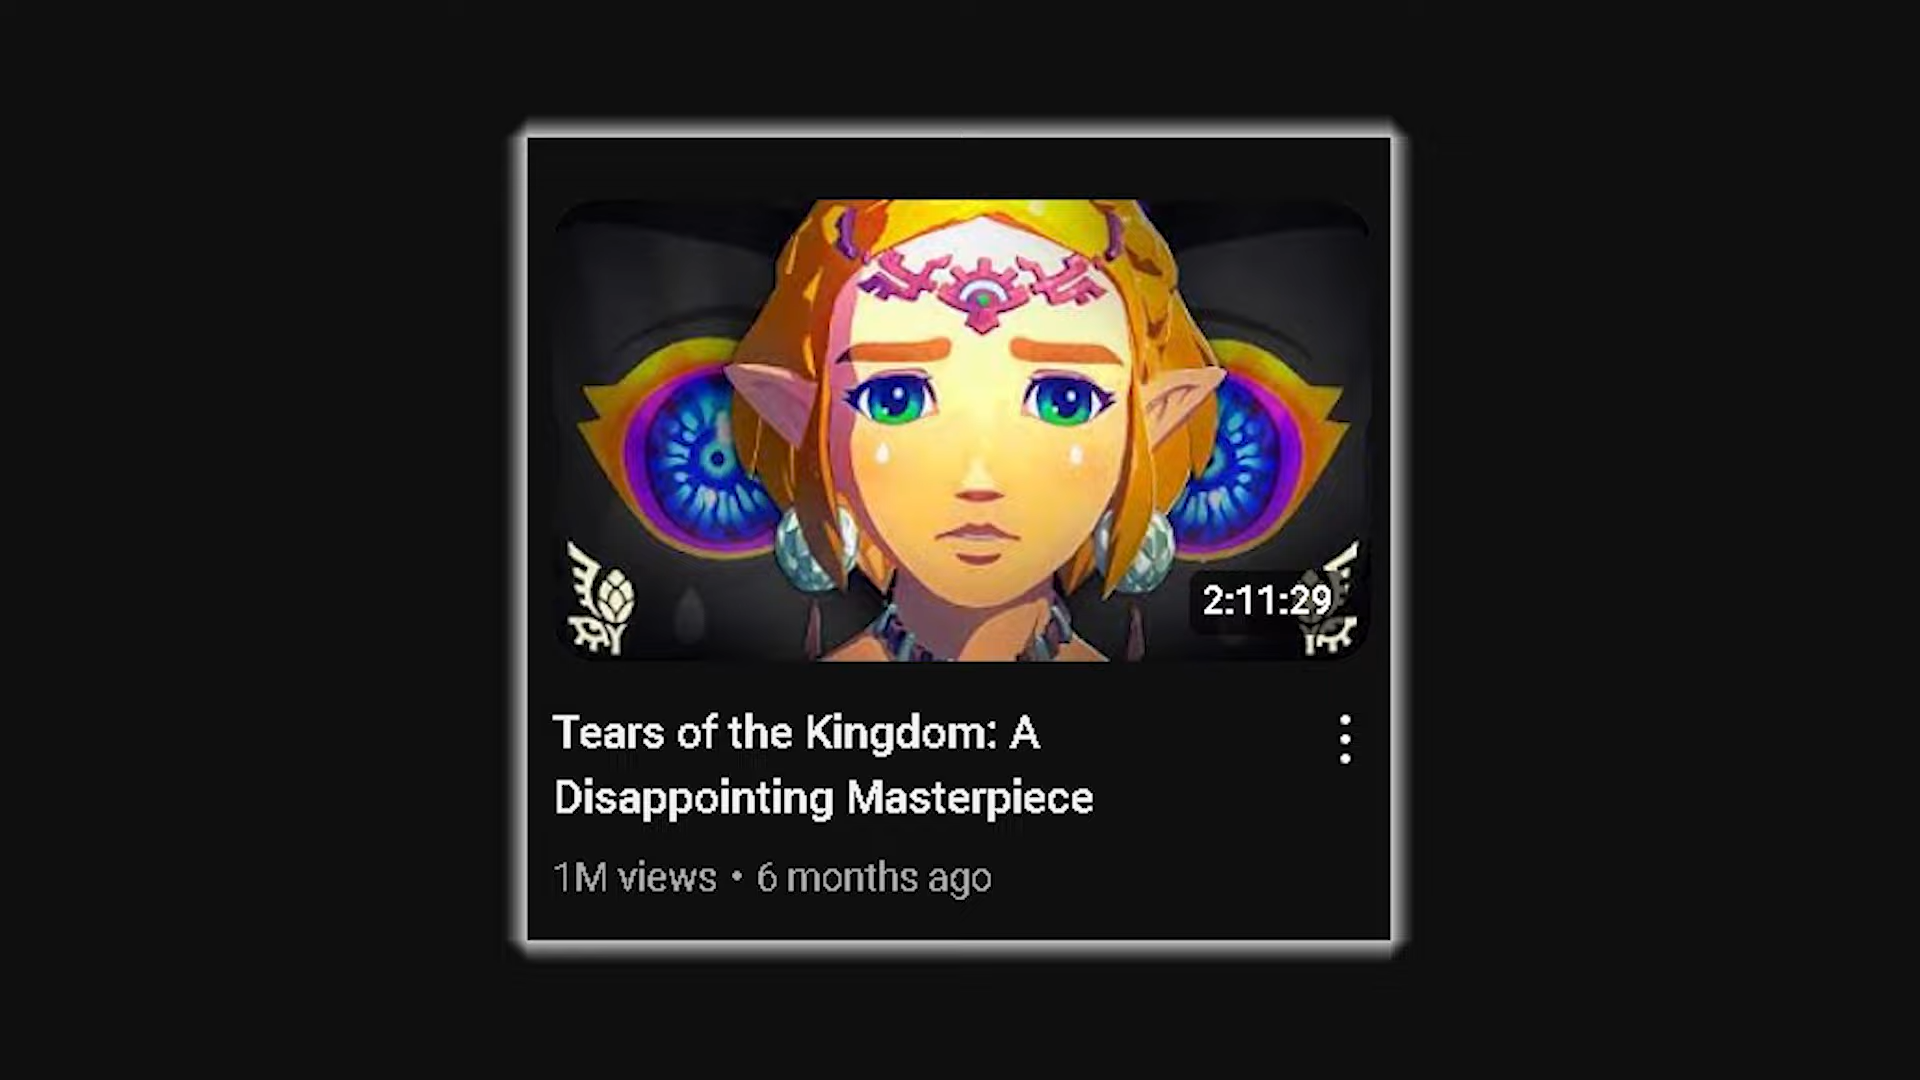 2:11:29
Tears of the Kingdom: A
Disappointing Masterpiece
1M views • 6 months ago